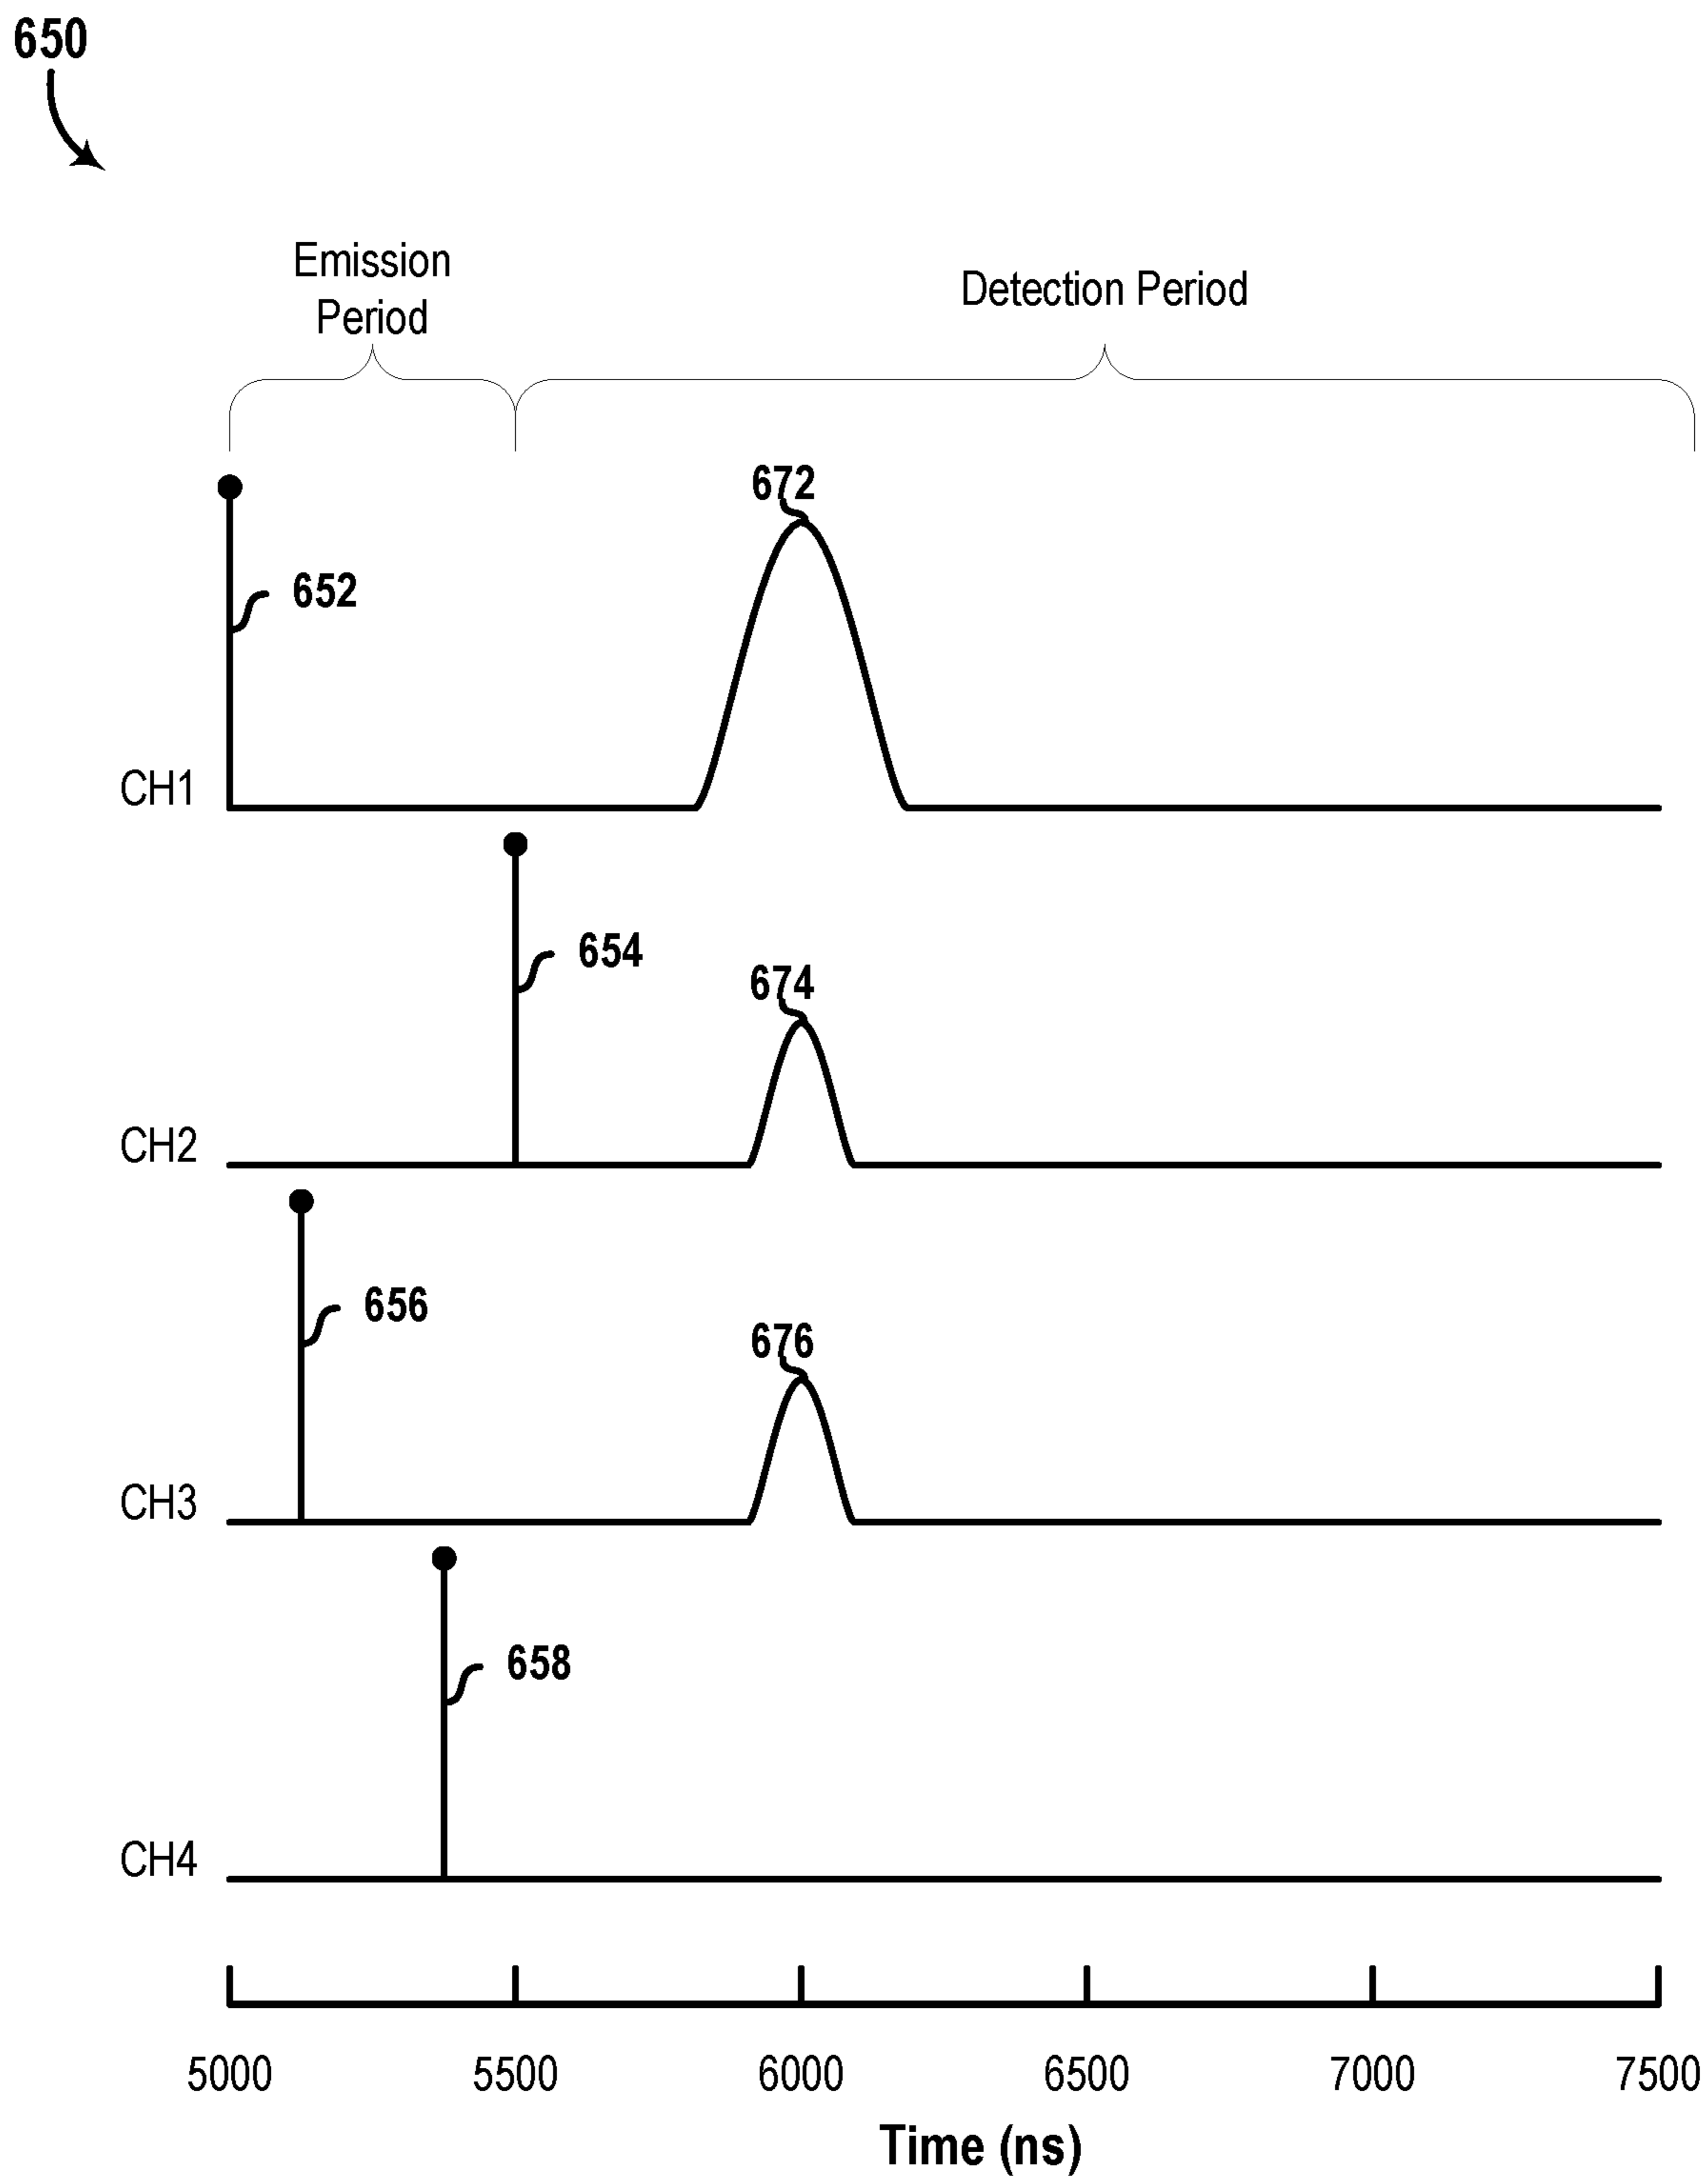 650
Emission
Period
Detection Period
672
652
CH1
654
674
CH2
656
676
CH3
658
CH4
5000 5500 6000 6500 7000 7500
Time (ns)